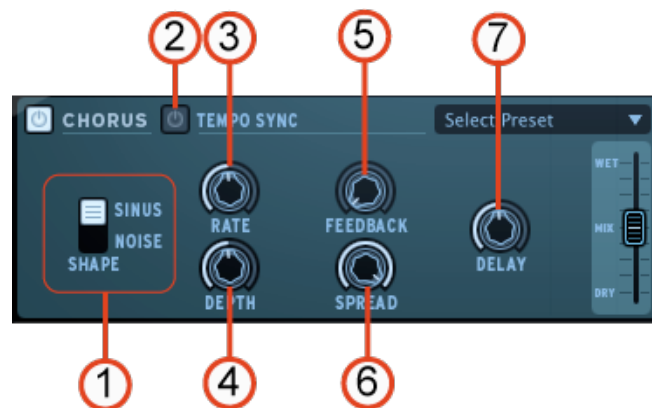 2 3 5 7
CHORUS TEMPO SYNC Select Preset
WET
SINUS
NOISE
SHAPE
RATE FEEDBACK
MIX
DELAY
DEPTH SPREAD
DRY
1 4 6